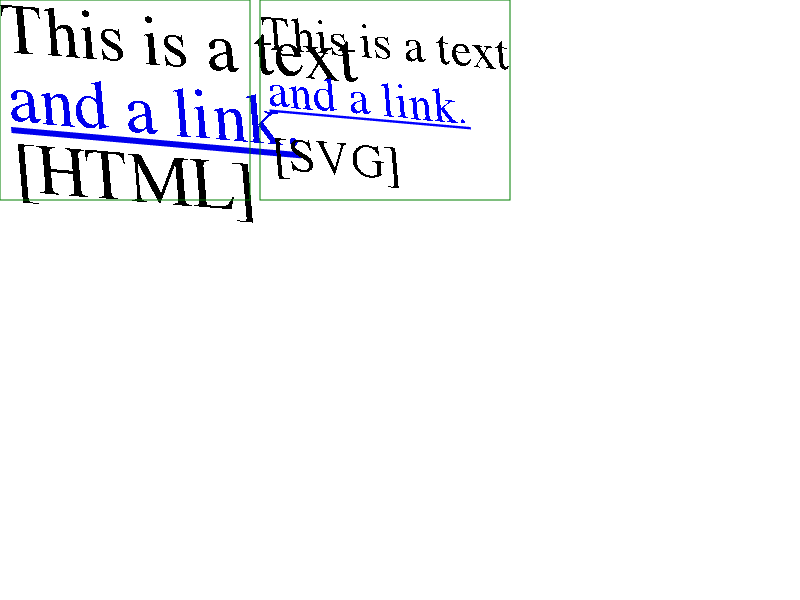 This is a text
and a link.
[HTML]
This is a text
and a link.
[SVG]